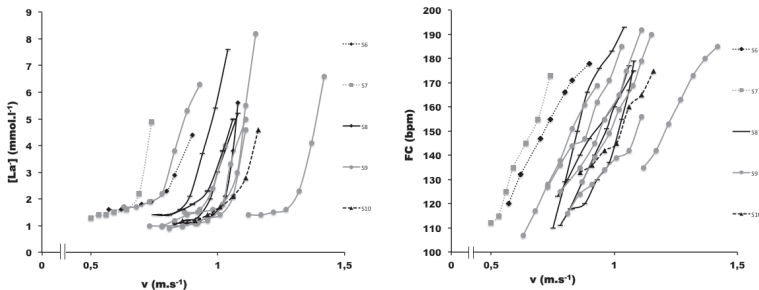 9
8
7
6
5
4
3
2
1
0
[La-] (mmol.l-1)
0 0,5 1 1,5
v (m.s-1)
S6
S7
S8
S9
S10
200
190
180
170
160
150
140
130
120
110
100
FC (bpm)
0 0,5 1 1,5
v (m.s-1)
S6
S7
S8
S9
S10